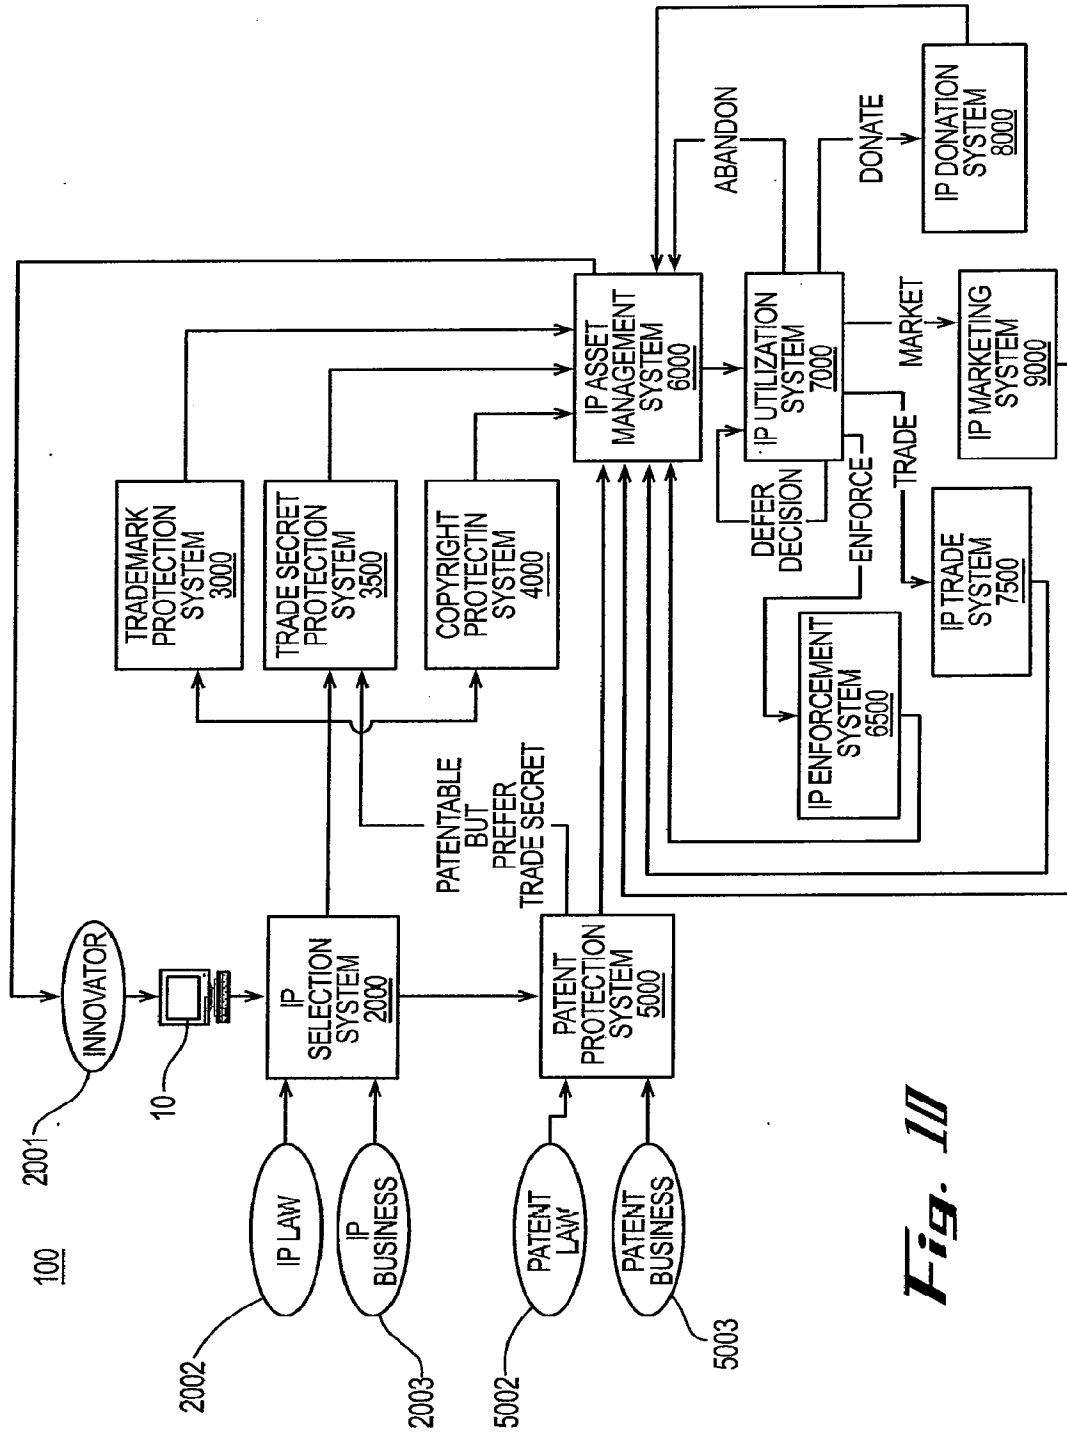 100
2001
INNOVATOR
10
2002
IP LAW
2003
IP
BUSINESS
IP
SELECTION
SYSTEM
2000
5002
PATENT
LAW
5003
PATENT
BUSINESS
PATENT
PROTECTION
SYSTEM
5000
PATENTABLE
BUT
PREFER
TRADE SECRET
TRADEMARK
PROTECTION
SYSTEM
3000
TRADE SECRET
PROTECTION
SYSTEM
3500
COPYRIGHT
PROTECTIN
SYSTEM
4000
IP ASSET
MANAGEMENT
SYSTEM
6000
IP UTILIZATION
SYSTEM
7000
DEFER
DECISION
ENFORCE
TRADE
MARKET
ABANDON
DONATE
IP ENFORCEMENT
SYSTEM
6500
IP TRADE
SYSTEM
7500
IP MARKETING
SYSTEM
9000
IP DONATION
SYSTEM
8000
Fig. 10